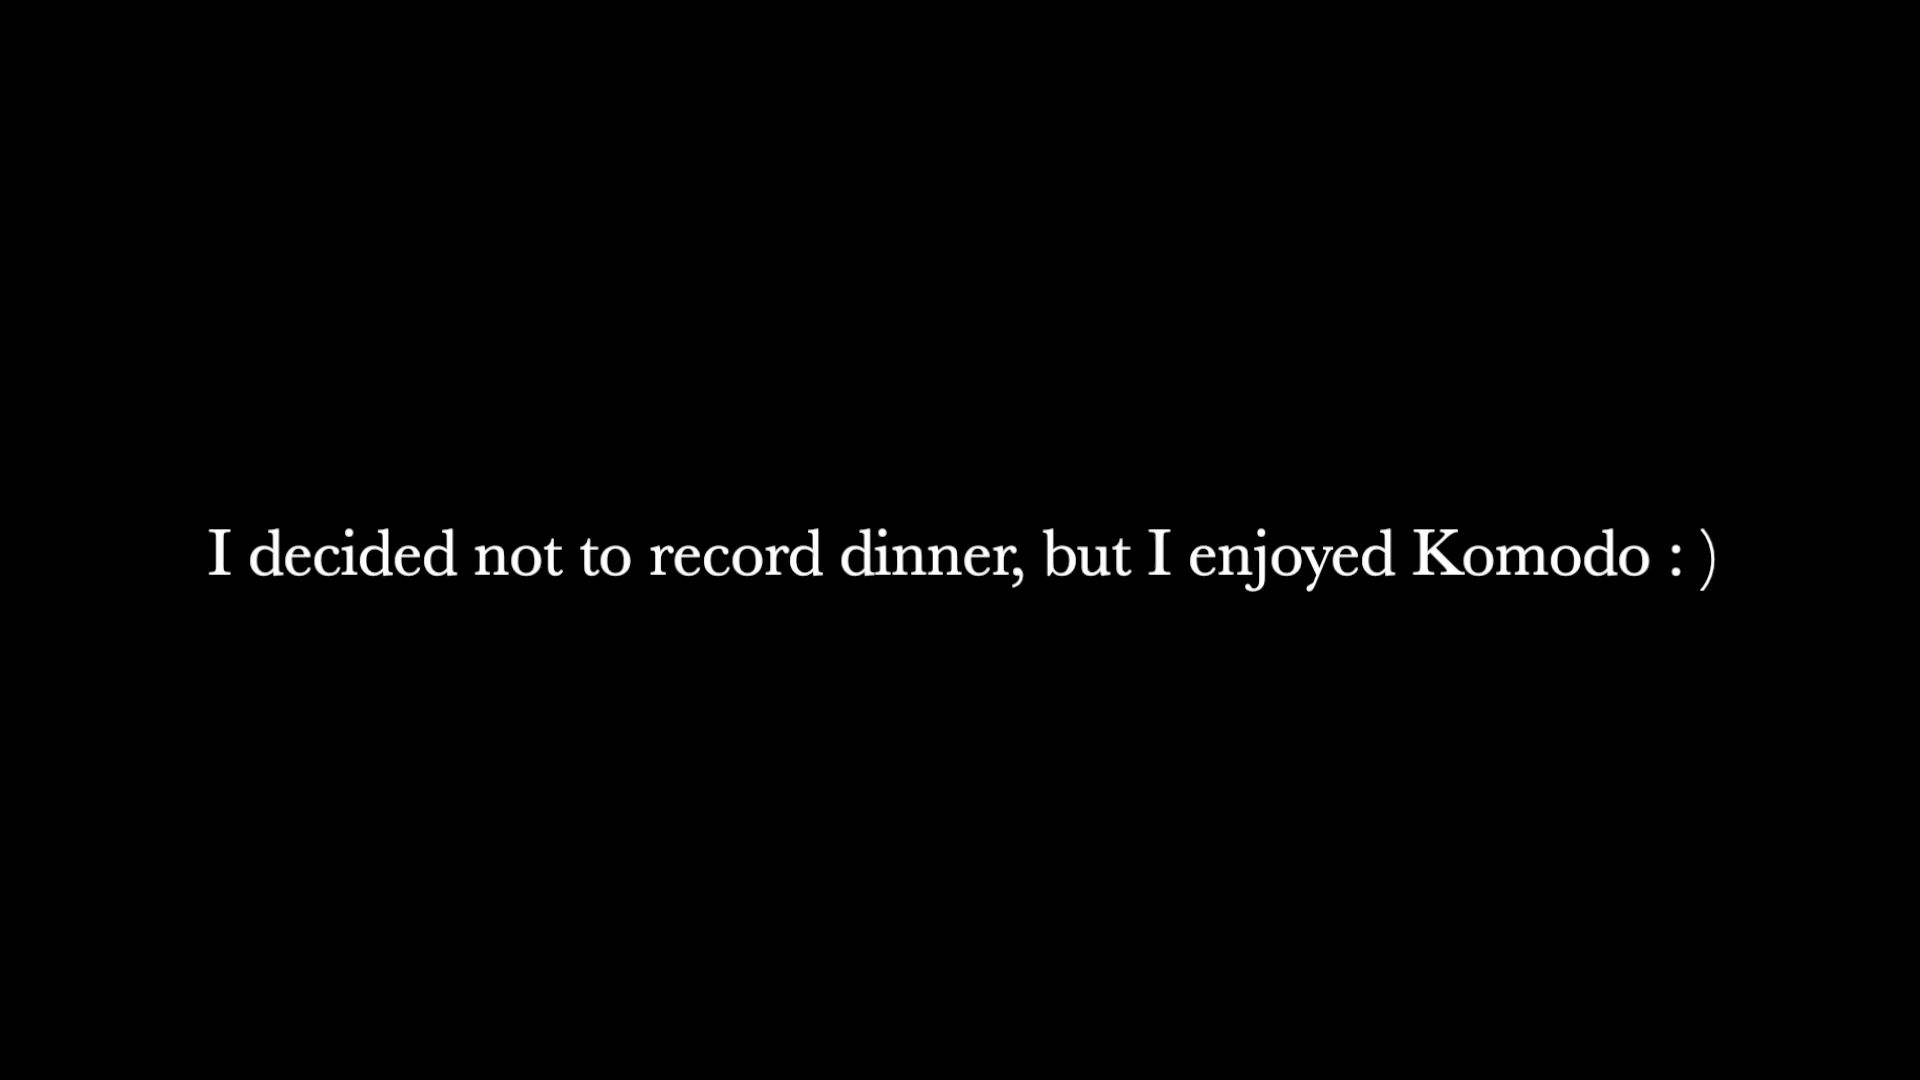 I decided not to record dinner, but I enjoyed Komodo : )